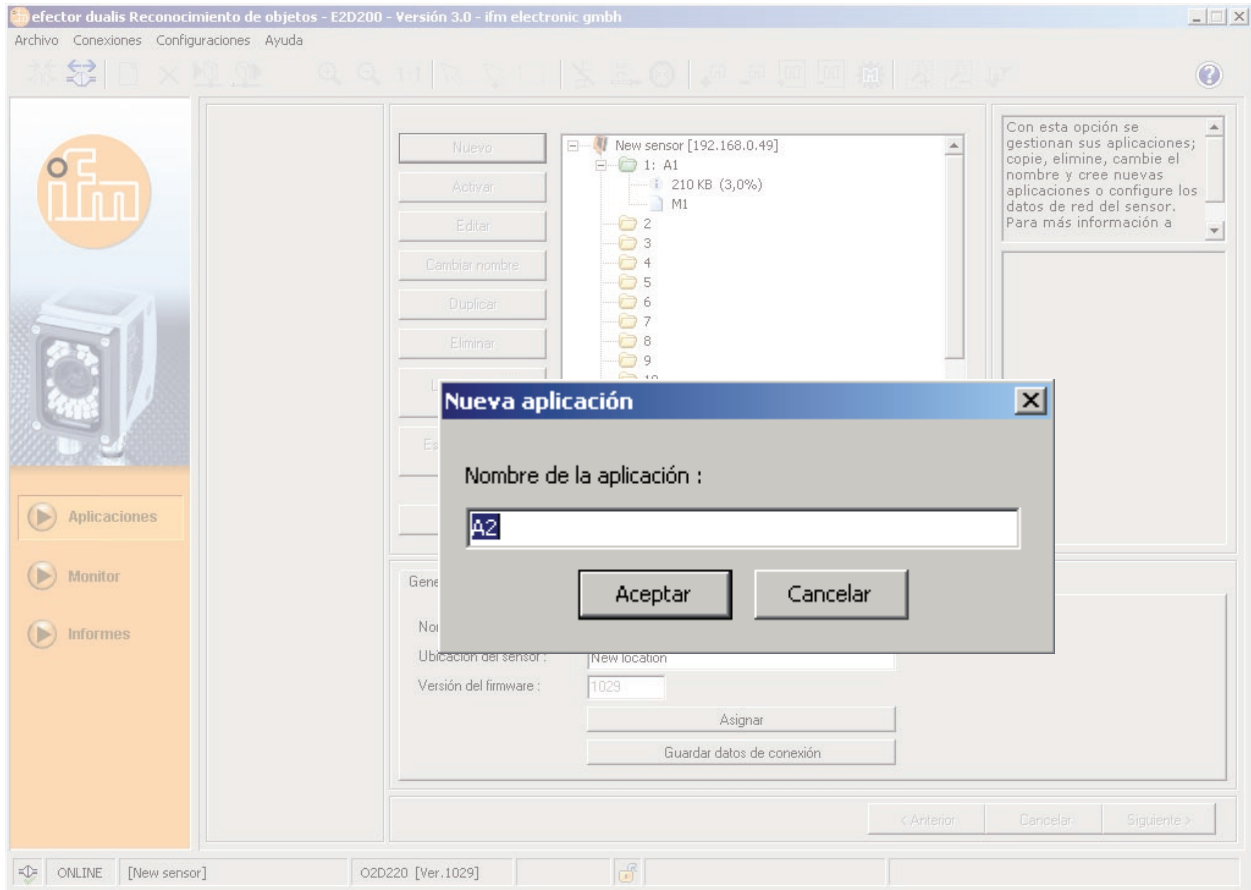 efector dualis Reconocimiento de objetos - E2D200 - Versión 3.0 - ifm electronic gmbh
Archivo Conexiones Configuraciones Ayuda
ifm
Aplicaciones
Monitor
Informes
Nuevo
Activar
Editar
Cambiar nombre
Duplicar
Eliminar
New sensor [192.168.0.49]
1: A1
210 KB (3,0%)
M1
2
3
4
5
6
7
8
9
10
Con esta opción se
gestionan sus aplicaciones;
copie, elimine, cambie el
nombre y cree nuevas
aplicaciones o configure los
datos de red del sensor.
Para más información a
Nueva aplicación
Nombre de la aplicación :
A2
Aceptar Cancelar
Ubicación del sensor : New location
Versión del firmware : 1029
Asignar
Guardar datos de conexión
< Anterior Cancelar Siguiente >
ONLINE [New sensor] O2D220 [Ver.1029]